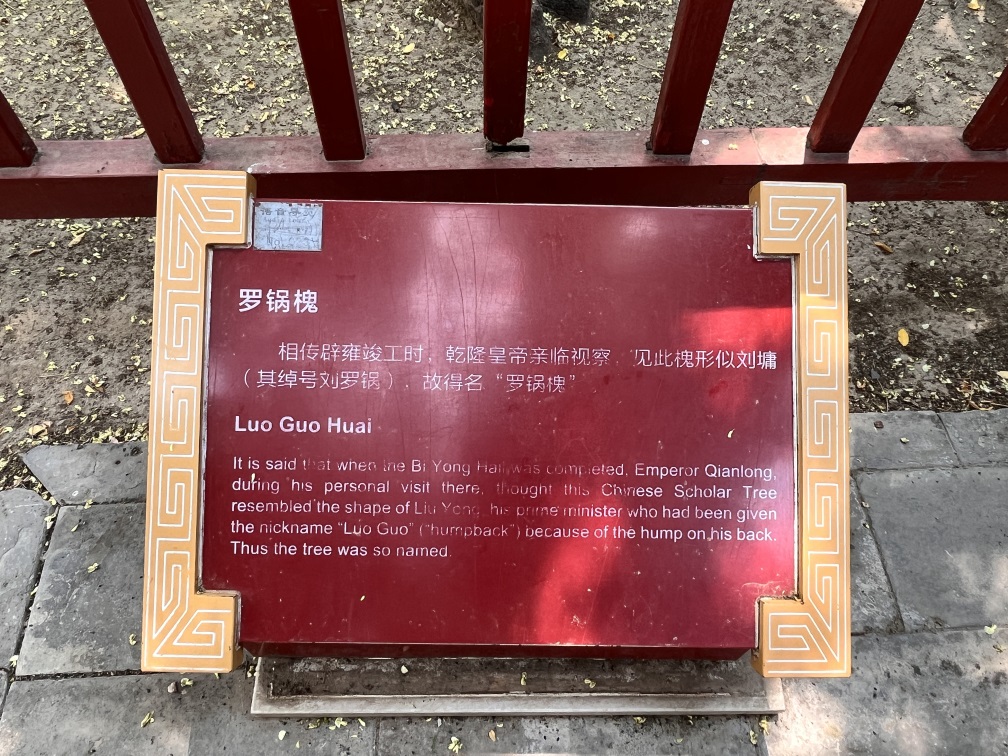 罗锅槐
相传辟雍竣工时，乾隆皇帝亲临视察，见此槐形似刘墉
（其绰号刘罗锅），故得名“罗锅槐”
Luo Guo Huai
It is said that when the Bi Yong Hall was completed, Emperor Qianlong,
during his personal visit there, thought this Chinese Scholar Tree
resembled the shape of Liu Yong, his prime minister who had been given
the nickname “Luo Guo” (“humpback”) because of the hump on his back.
Thus the tree was so named.